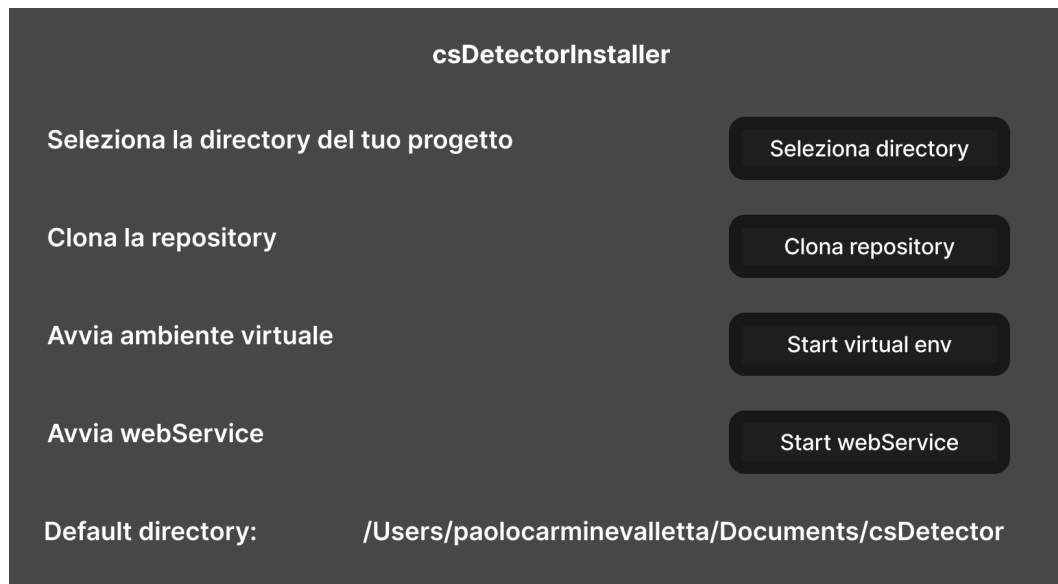 csDetectorInstaller
Seleziona la directory del tuo progetto
Seleziona directory
Clona la repository
Clona repository
Avvia ambiente virtuale
Start virtual env
Avvia webService
Start webService
Default directory: /Users/paolocarminevalletta/Documents/csDetector